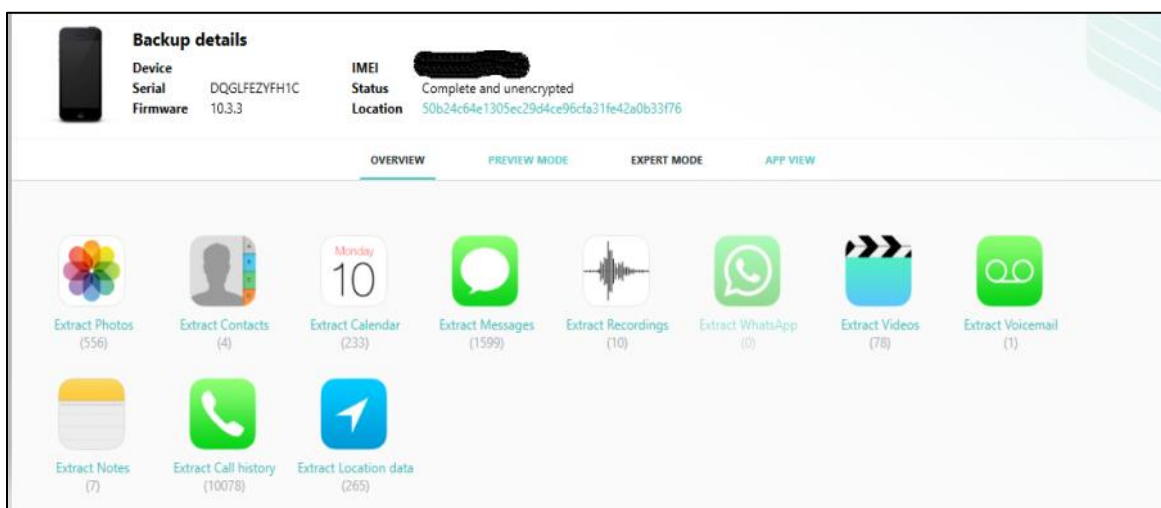 Backup details
Device IMEI
Serial DQGLFEZYFH1C Status Complete and unencrypted
Firmware 10.3.3 Location 50b24c64e1305ec29d4ce96cfa31fe42a0b33f76
OVERVIEW PREVIEW MODE EXPERT MODE APP VIEW
Monday
10
Extract Photos Extract Contacts Extract Calendar Extract Messages Extract Recordings Extract WhatsApp Extract Videos Extract Voicemail
(556) (4) (233) (1599) (10) (0) (78) (1)
Extract Notes Extract Call history Extract Location data
(7) (10078) (265)